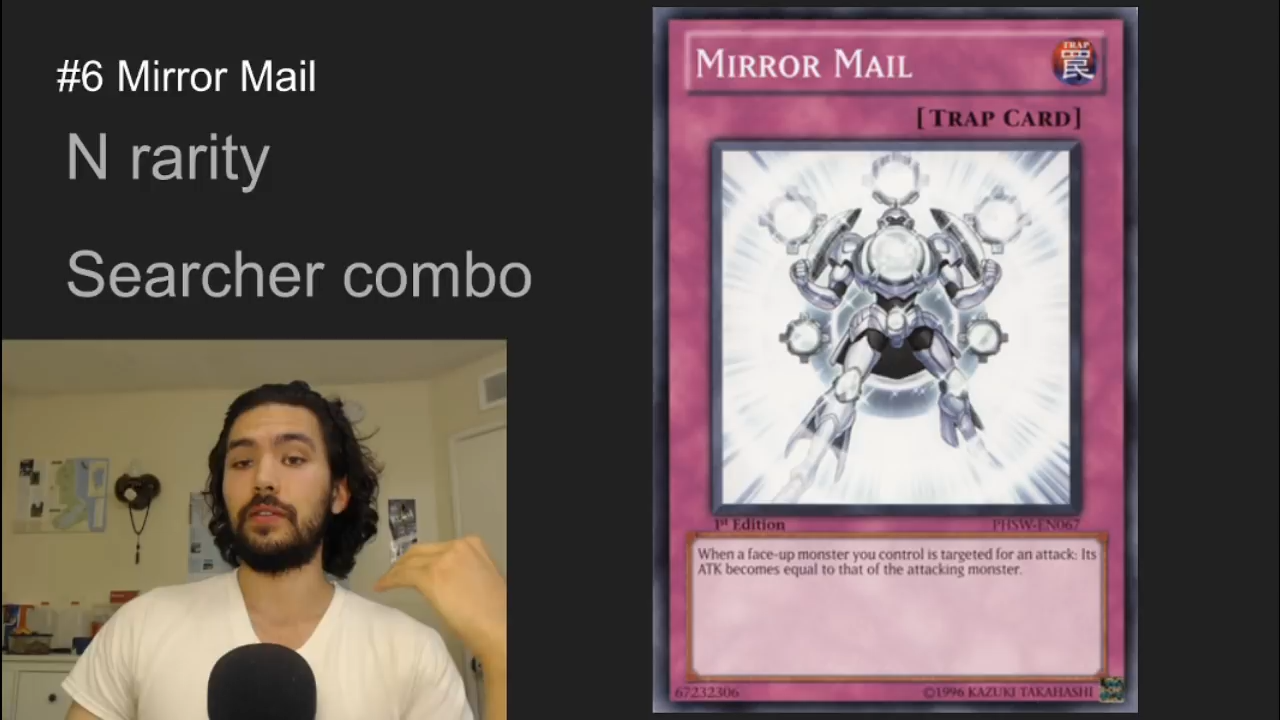 #6 Mirror Mail
N rarity
Searcher combo
MIRROR MAIL
TRAP
罠
[TRAP CARD]
1st Edition
PHSW-EN067
When a face-up monster you control is targeted for an attack: Its
ATK becomes equal to that of the attacking monster.
67232306
©1996 KAZUKI TAKAHASHI